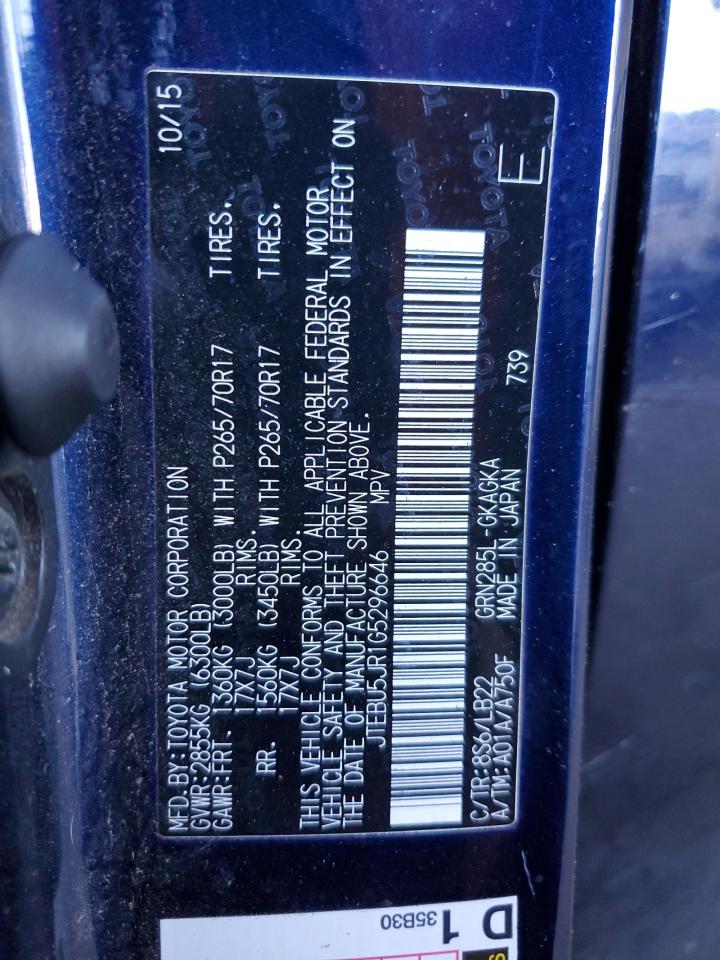 MFD.BY:TOYOTA MOTOR CORPORATION 10/15
GVWR:2855KG (6300LB)
GAWR:FRT. 1360KG (3000LB) WITH P265/70R17 TIRES.
17X7J RIMS.
RR. 1560KG (3450LB) WITH P265/70R17 TIRES.
17X7J RIMS.
THIS VEHICLE CONFORMS TO ALL APPLICABLE FEDERAL MOTOR
VEHICLE SAFETY AND THEFT PREVENTION STANDARDS IN EFFECT ON
THE DATE OF MANUFACTURE SHOWN ABOVE.
JTEBU5JR1G5296646 MPV
C/TR:8S6/LB22 GRN285L-GKAGKA 739
A/TM:A01A/A750F MADE IN JAPAN
E
D 1
35B30